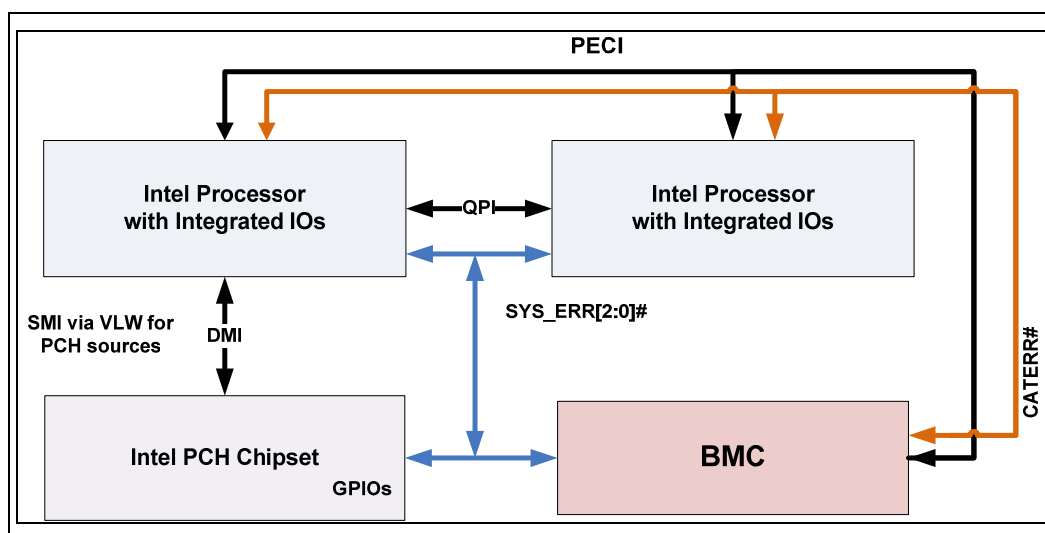 PECI
Intel Processor
with Integrated IOs
QPI
Intel Processor
with Integrated IOs
SMI via VLW for
PCH sources
DMI
SYS_ERR[2:0]#
CATERR#
Intel PCH Chipset
GPIOs
BMC